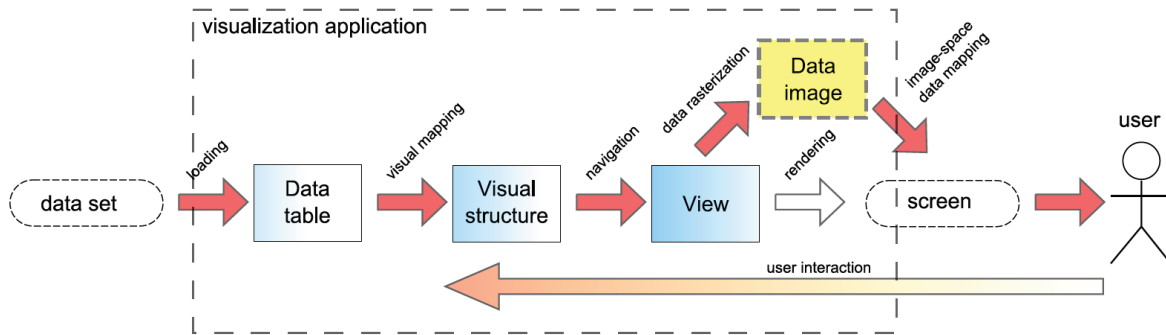 visualization application
data set
loading
Data
table
visual mapping
Visual
structure
navigation
View
data rasterization
Data
image
image-space
data mapping
rendering
screen
user
user interaction